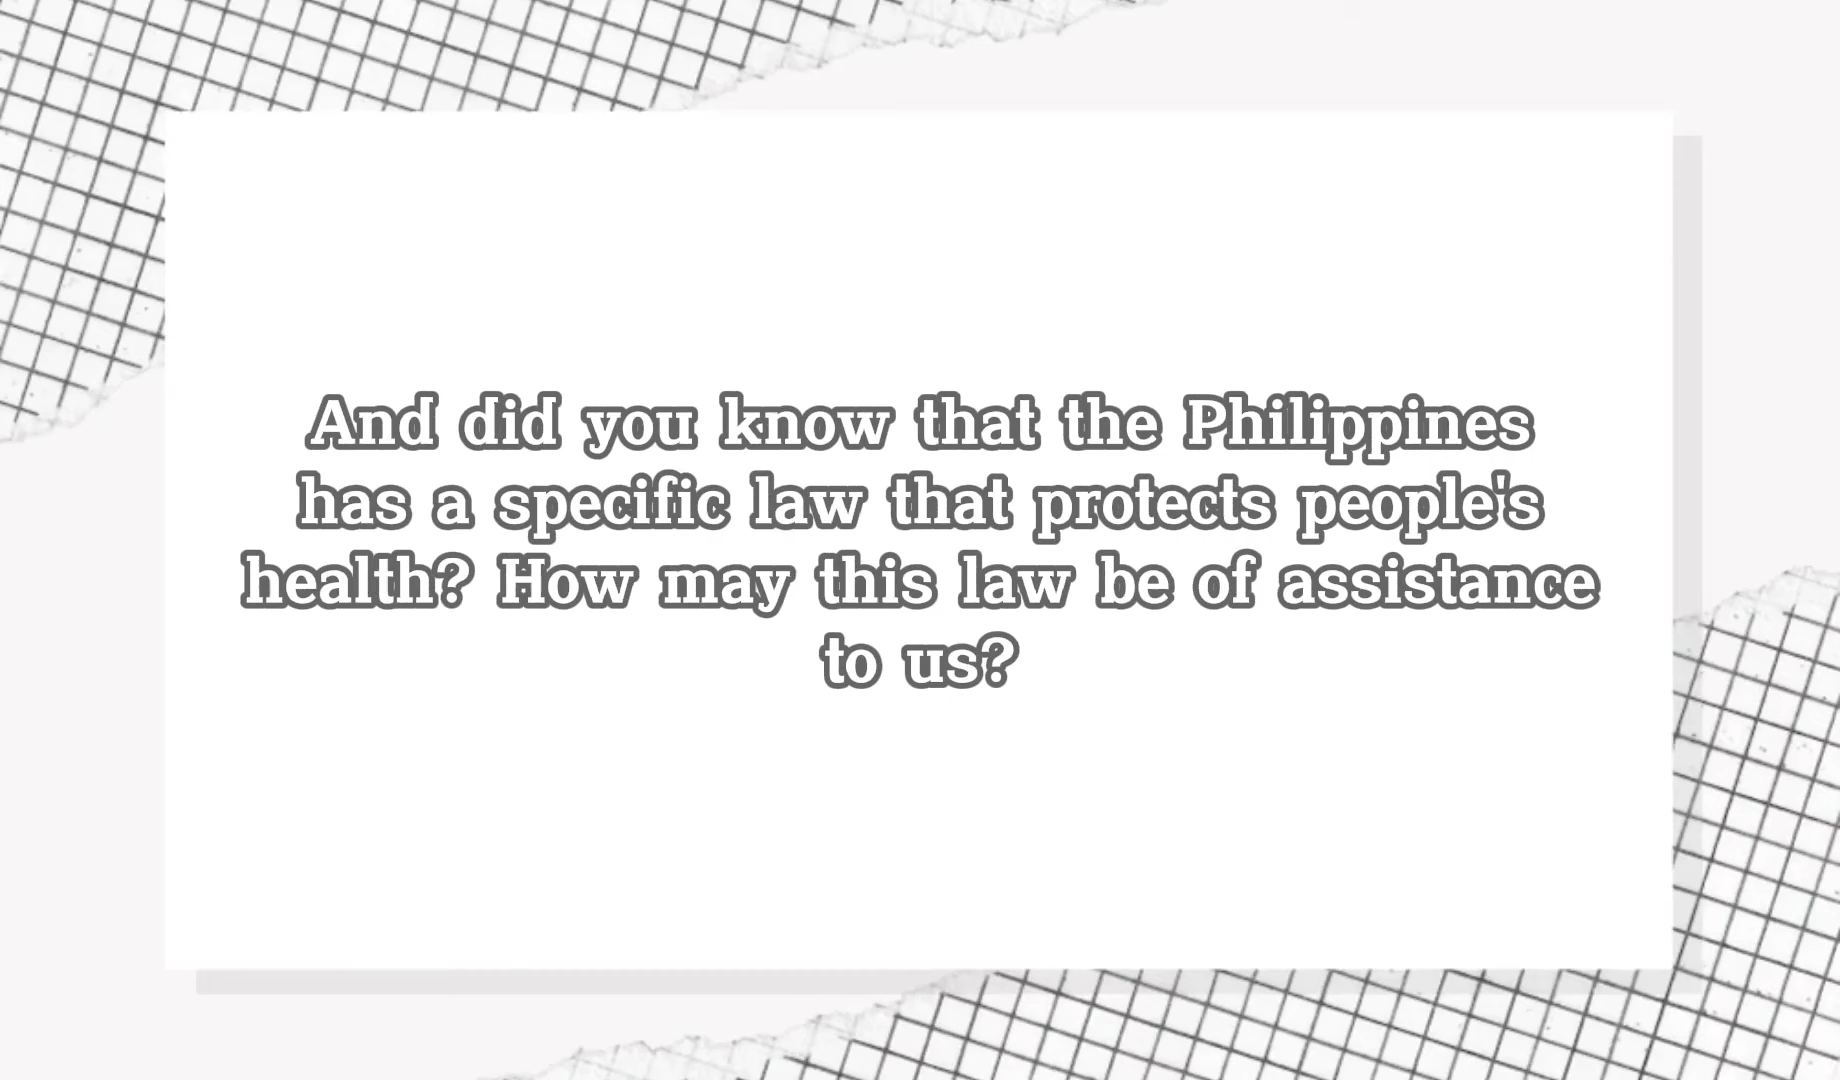 And did you know that the Philippines
has a specific law that protects people's
health? How may this law be of assistance
to us?